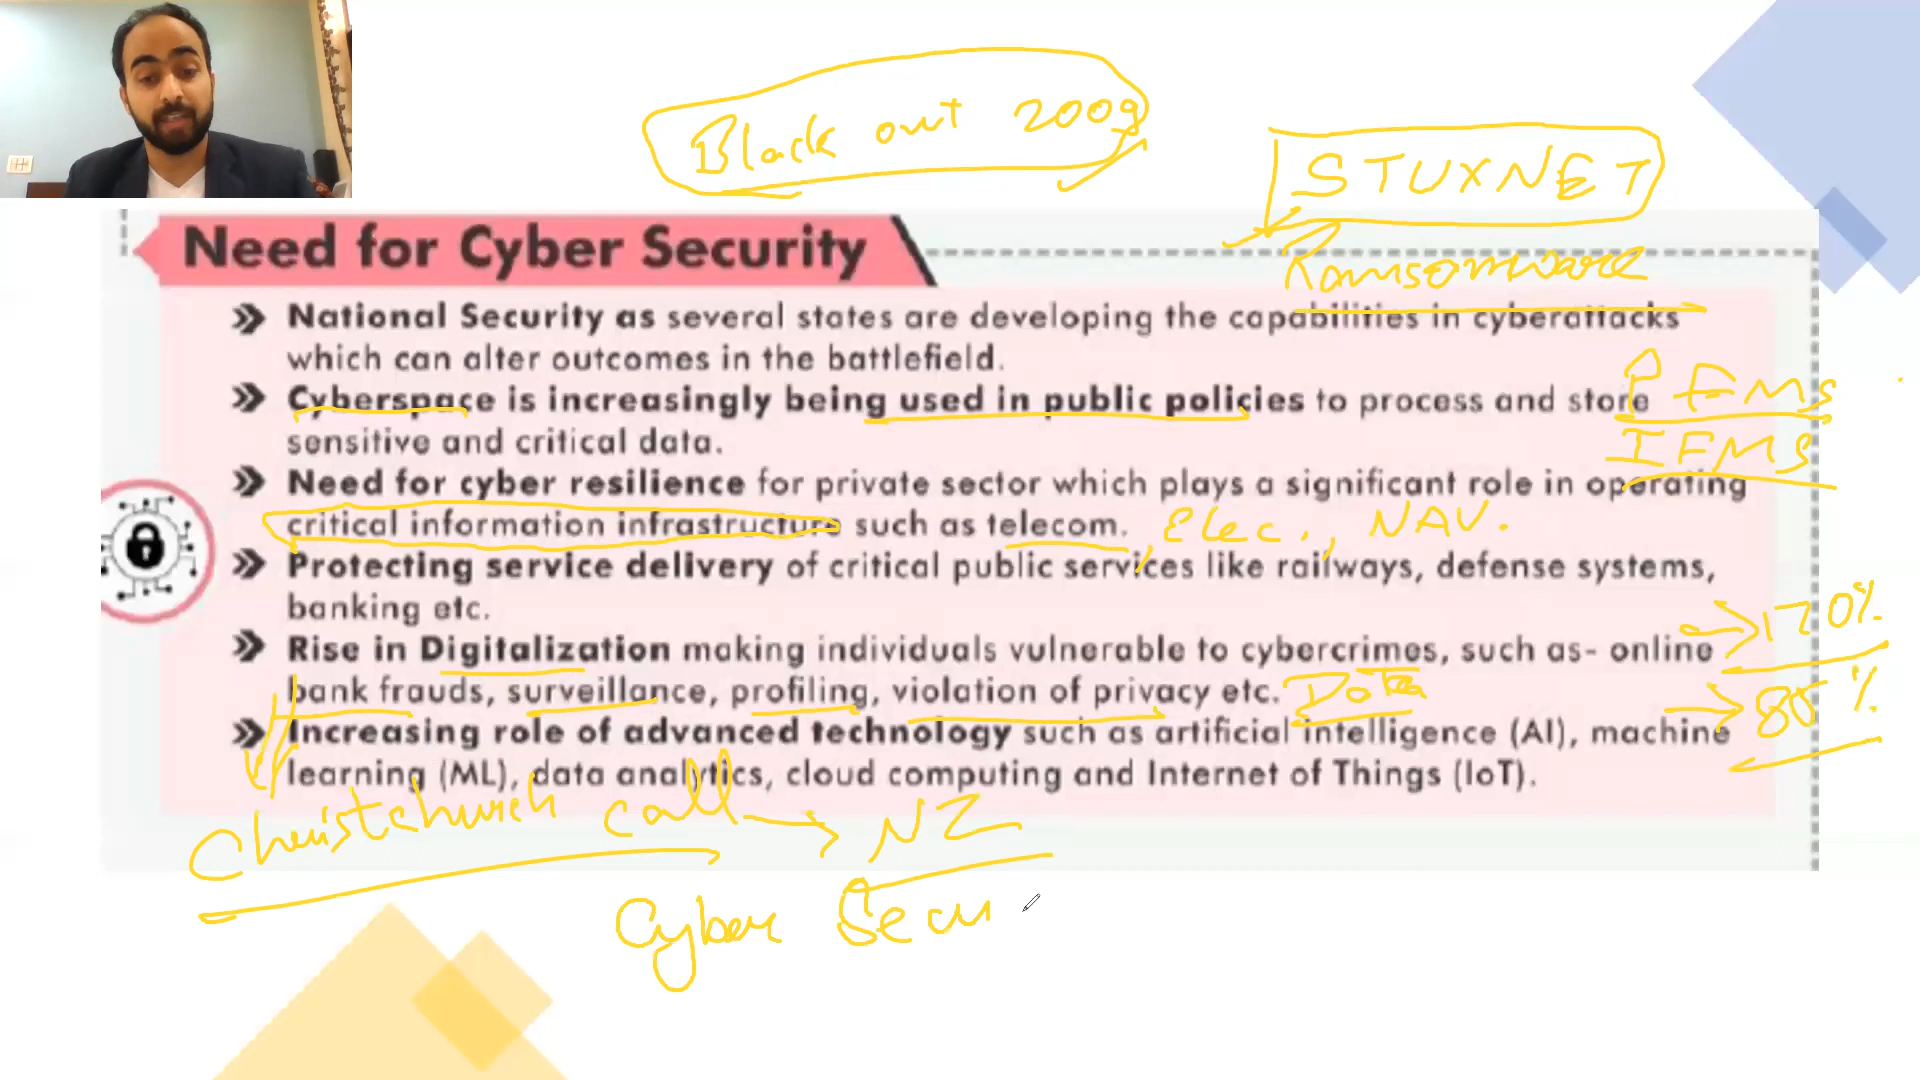 Black out 2009
STUXNET
Ransomware
Need for Cyber Security
National Security as several states are developing the capabilities in cyberattacks
which can alter outcomes in the battlefield.
Cyberspace is increasingly being used in public policies to process and store
sensitive and critical data.
PFMS
IFMS
Need for cyber resilience for private sector which plays a significant role in operating
critical information infrastructure such as telecom. , Elec., NAV.
Protecting service delivery of critical public services like railways, defense systems,
banking etc.
Rise in Digitalization making individuals vulnerable to cybercrimes, such as- online
bank frauds, surveillance, profiling, violation of privacy etc. Data
Increasing role of advanced technology such as artificial intelligence (AI), machine
learning (ML), data analytics, cloud computing and Internet of Things (IoT).
Christchurch call → NZ
Cyber Secu